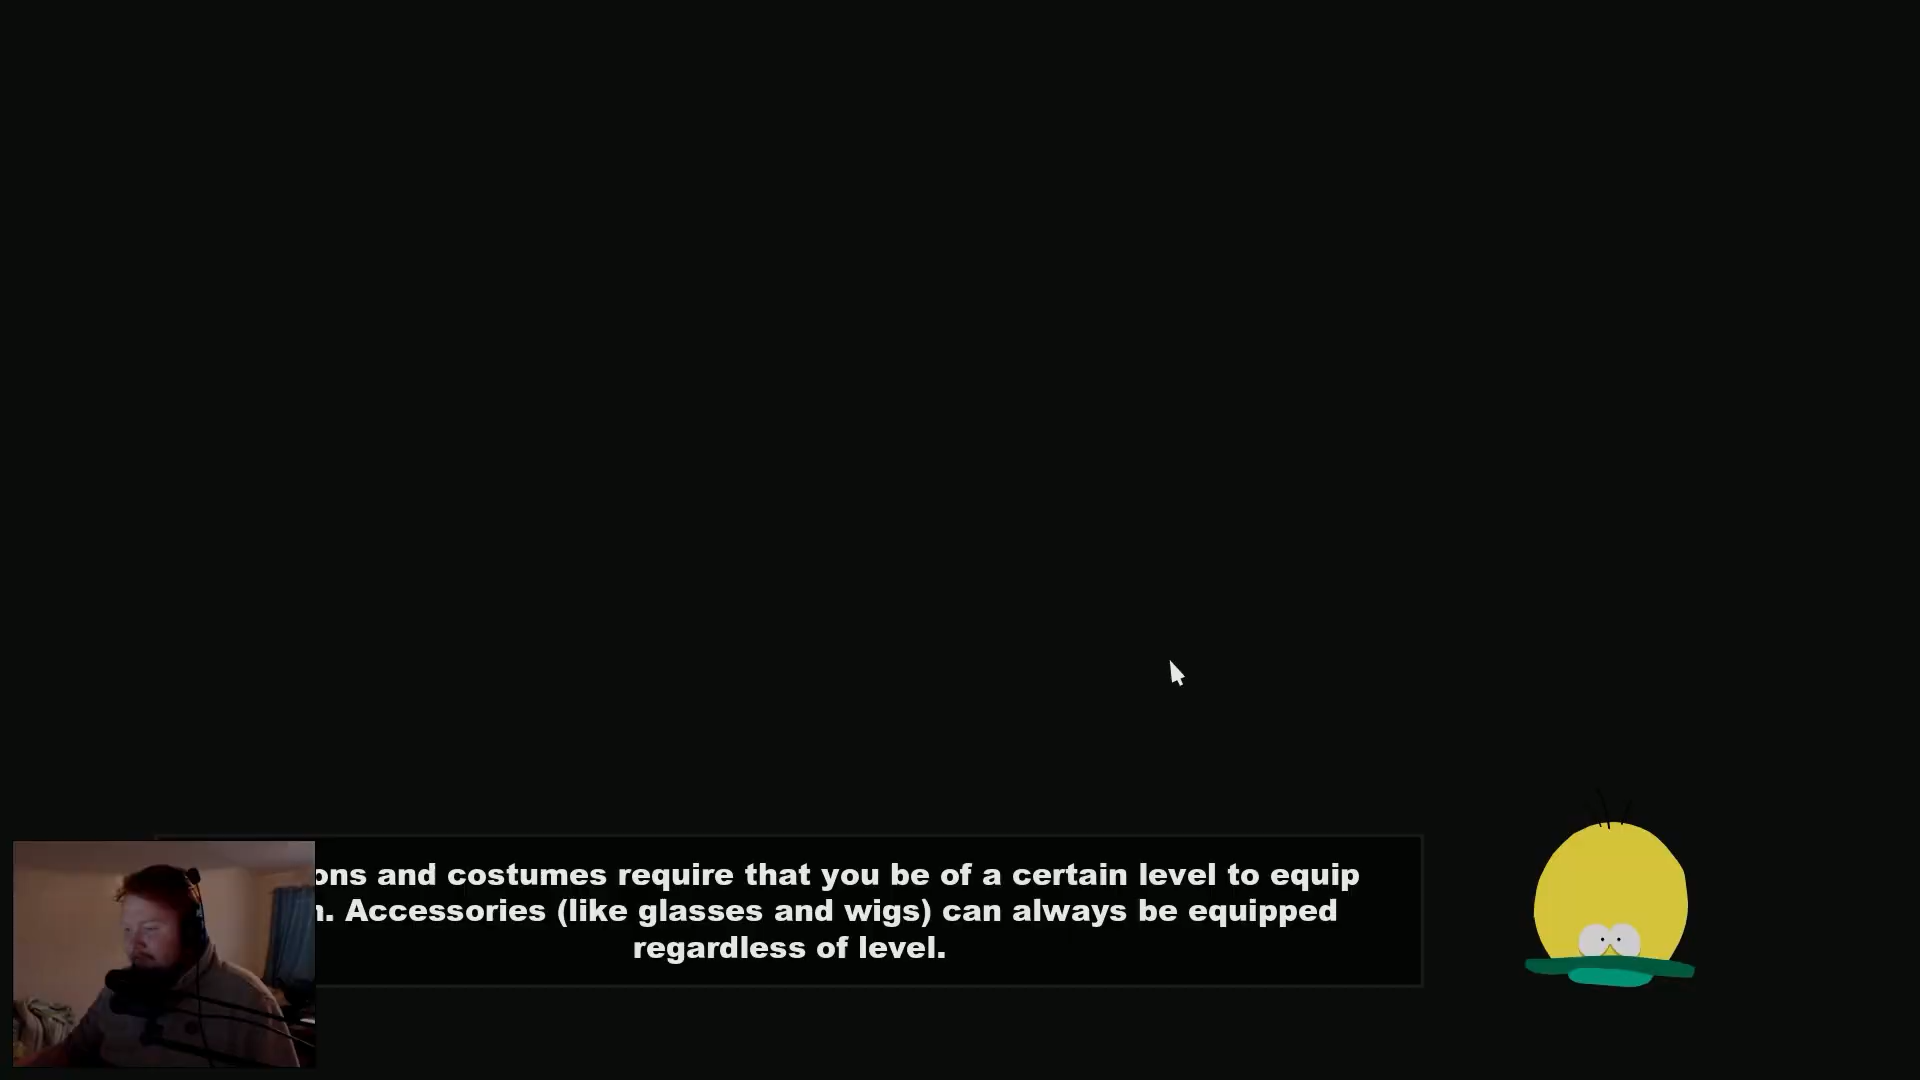 and costumes require that you be of a certain level to equip
Accessories (like glasses and wigs) can always be equipped
regardless of level.